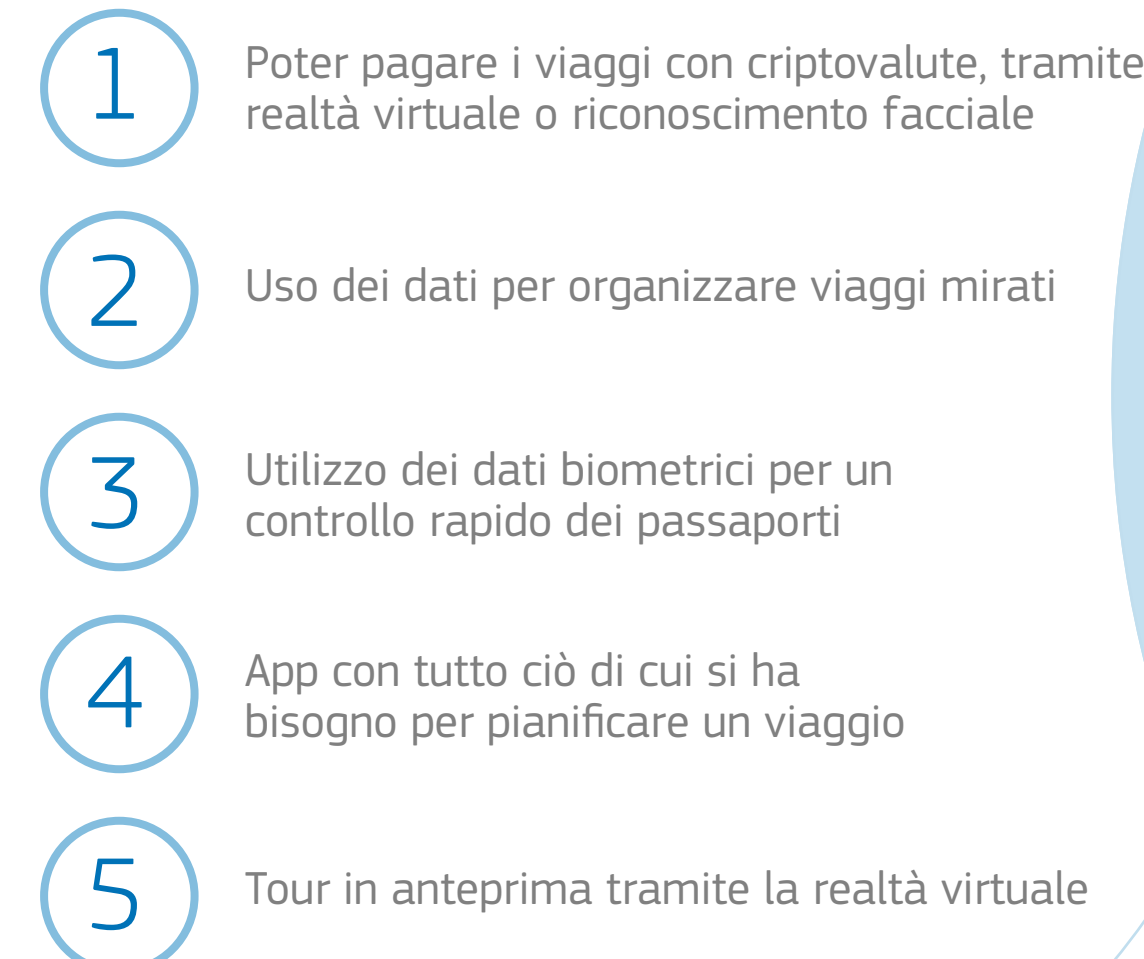 1
Poter pagare i viaggi con criptovalute, tramite
realtà virtuale o riconoscimento facciale
2
Uso dei dati per organizzare viaggi mirati
3
Utilizzo dei dati biometrici per un
controllo rapido dei passaporti
4
App con tutto ciò di cui si ha
bisogno per pianificare un viaggio
5
Tour in anteprima tramite la realtà virtuale